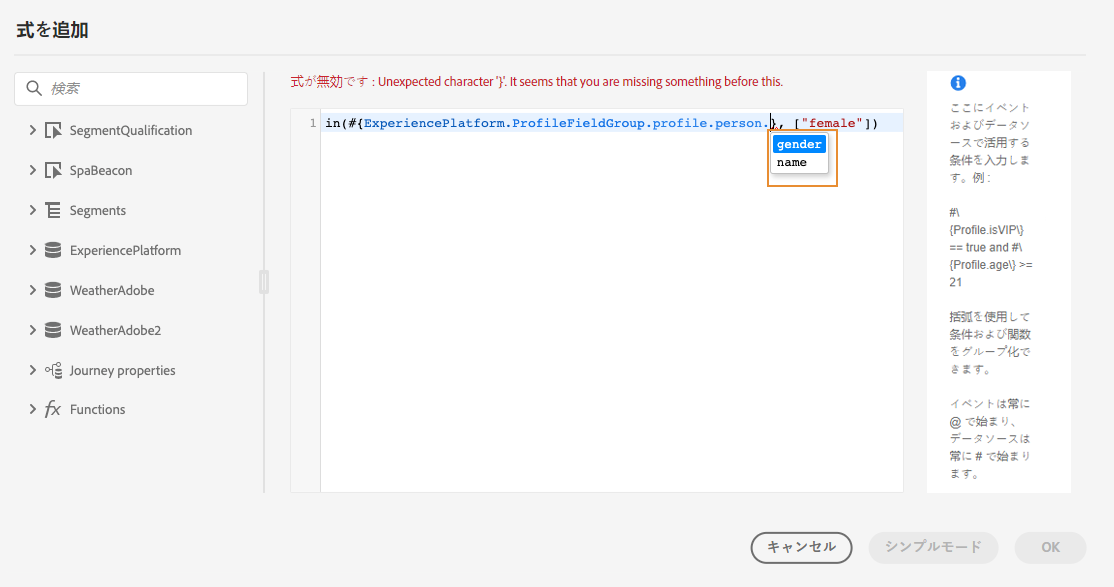 式を追加
検索
SegmentQualification
SpaBeacon
Segments
ExperiencePlatform
WeatherAdobe
WeatherAdobe2
Journey properties
fx Functions
式が無効です : Unexpected character '}'. It seems that you are missing something before this.
1 in(#{ExperiencePlatform.ProfileFieldGroup.profile.person.}, ["female"])
gender
name
ここにイベント
およびデータソ
ースで活用する
条件を入力しま
す。例 :
#\
{Profile.isVIP\}
== true and #\
{Profile.age\} >=
21
括弧を使用して
条件および関数
をグループ化で
きます。
イベントは常に
@ で始まり、
データソースは
常に # で始まり
ます。
キャンセル
シンプルモード
OK